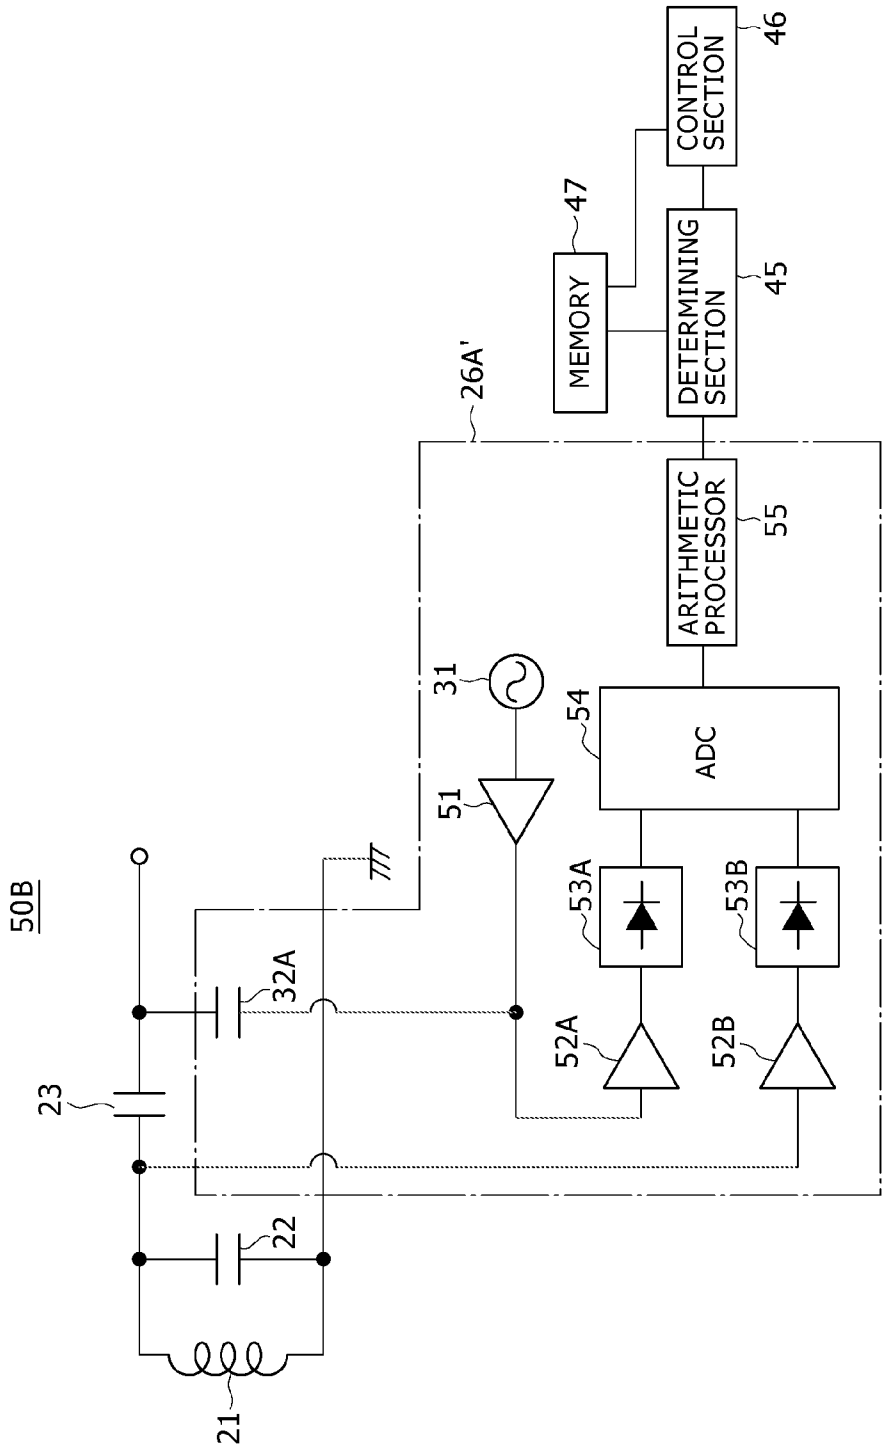 50B
23
32A
22
21
26A'
31
51
52A
53A
52B
53B
54
ADC
ARITHMETIC
PROCESSOR
55
MEMORY
47
DETERMINING
SECTION
45
CONTROL
SECTION
46